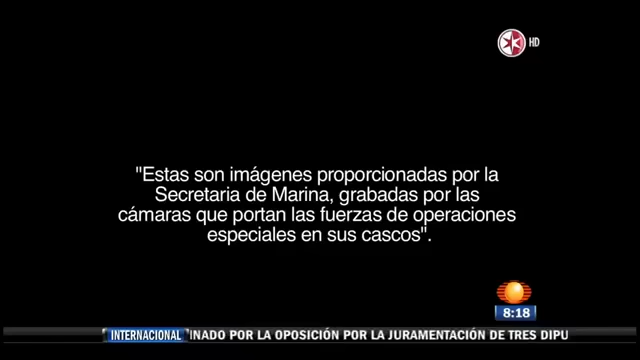 HD
"Estas son imágenes proporcionadas por la
Secretaria de Marina, grabadas por las
cámaras que portan las fuerzas de operaciones
especiales en sus cascos".
8:18
INTERNACIONAL INADO POR LA OPOSICIÓN POR LA JURAMENTACIÓN DE TRES DIPU